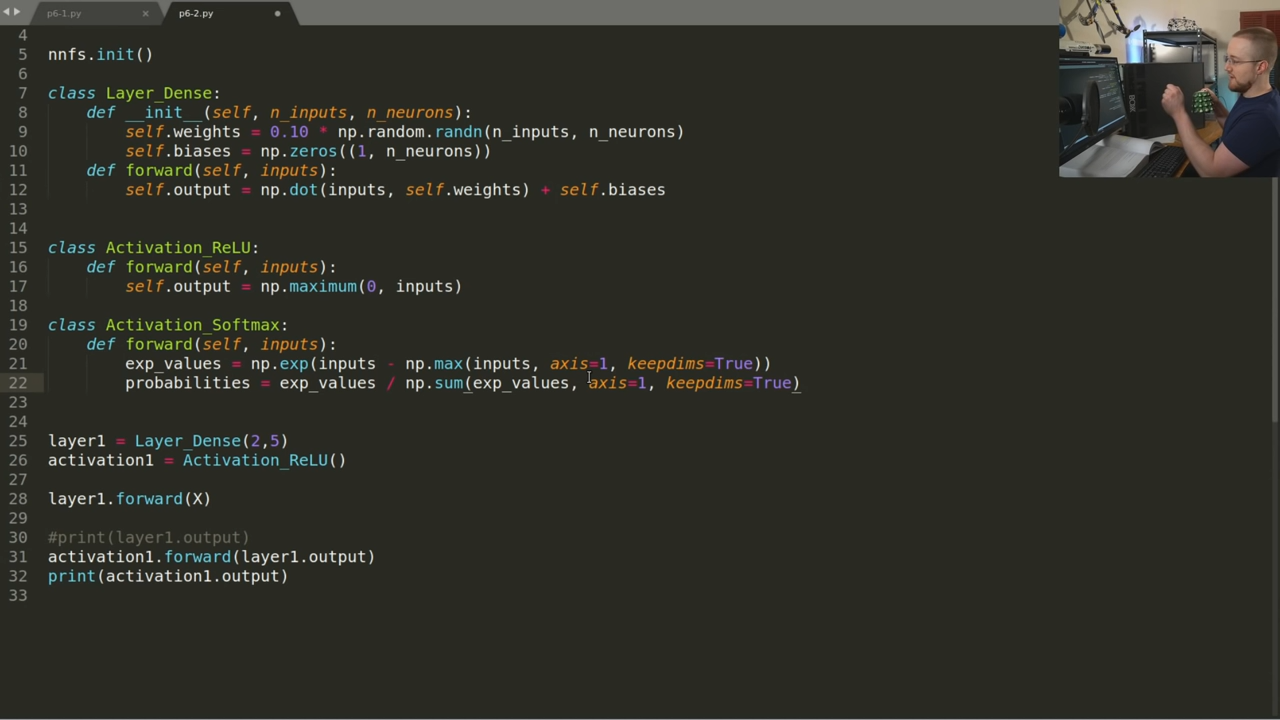 p6-1.py
p6-2.py
4
5 nnfs.init()
6
7 class Layer_Dense:
8 def __init__(self, n_inputs, n_neurons):
9 self.weights = 0.10 * np.random.randn(n_inputs, n_neurons)
10 self.biases = np.zeros((1, n_neurons))
11 def forward(self, inputs):
12 self.output = np.dot(inputs, self.weights) + self.biases
13
14
15 class Activation_ReLU:
16 def forward(self, inputs):
17 self.output = np.maximum(0, inputs)
18
19 class Activation_Softmax:
20 def forward(self, inputs):
21 exp_values = np.exp(inputs - np.max(inputs, axis=1, keepdims=True))
22 probabilities = exp_values / np.sum(exp_values, axis=1, keepdims=True)
23
24
25 layer1 = Layer_Dense(2,5)
26 activation1 = Activation_ReLU()
27
28 layer1.forward(X)
29
30 #print(layer1.output)
31 activation1.forward(layer1.output)
32 print(activation1.output)
33